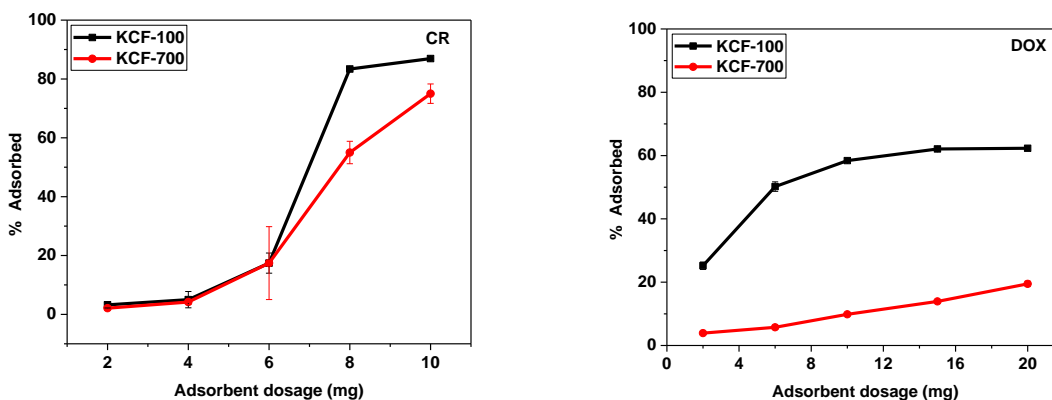 KCF-100
KCF-700
CR
100
80
60
40
20
0
% Adsorbed
2 4 6 8 10
Adsorbent dosage (mg)
KCF-100
KCF-700
DOX
100
80
60
40
20
0
% Adsorbed
0 4 8 12 16 20
Adsorbent dosage (mg)